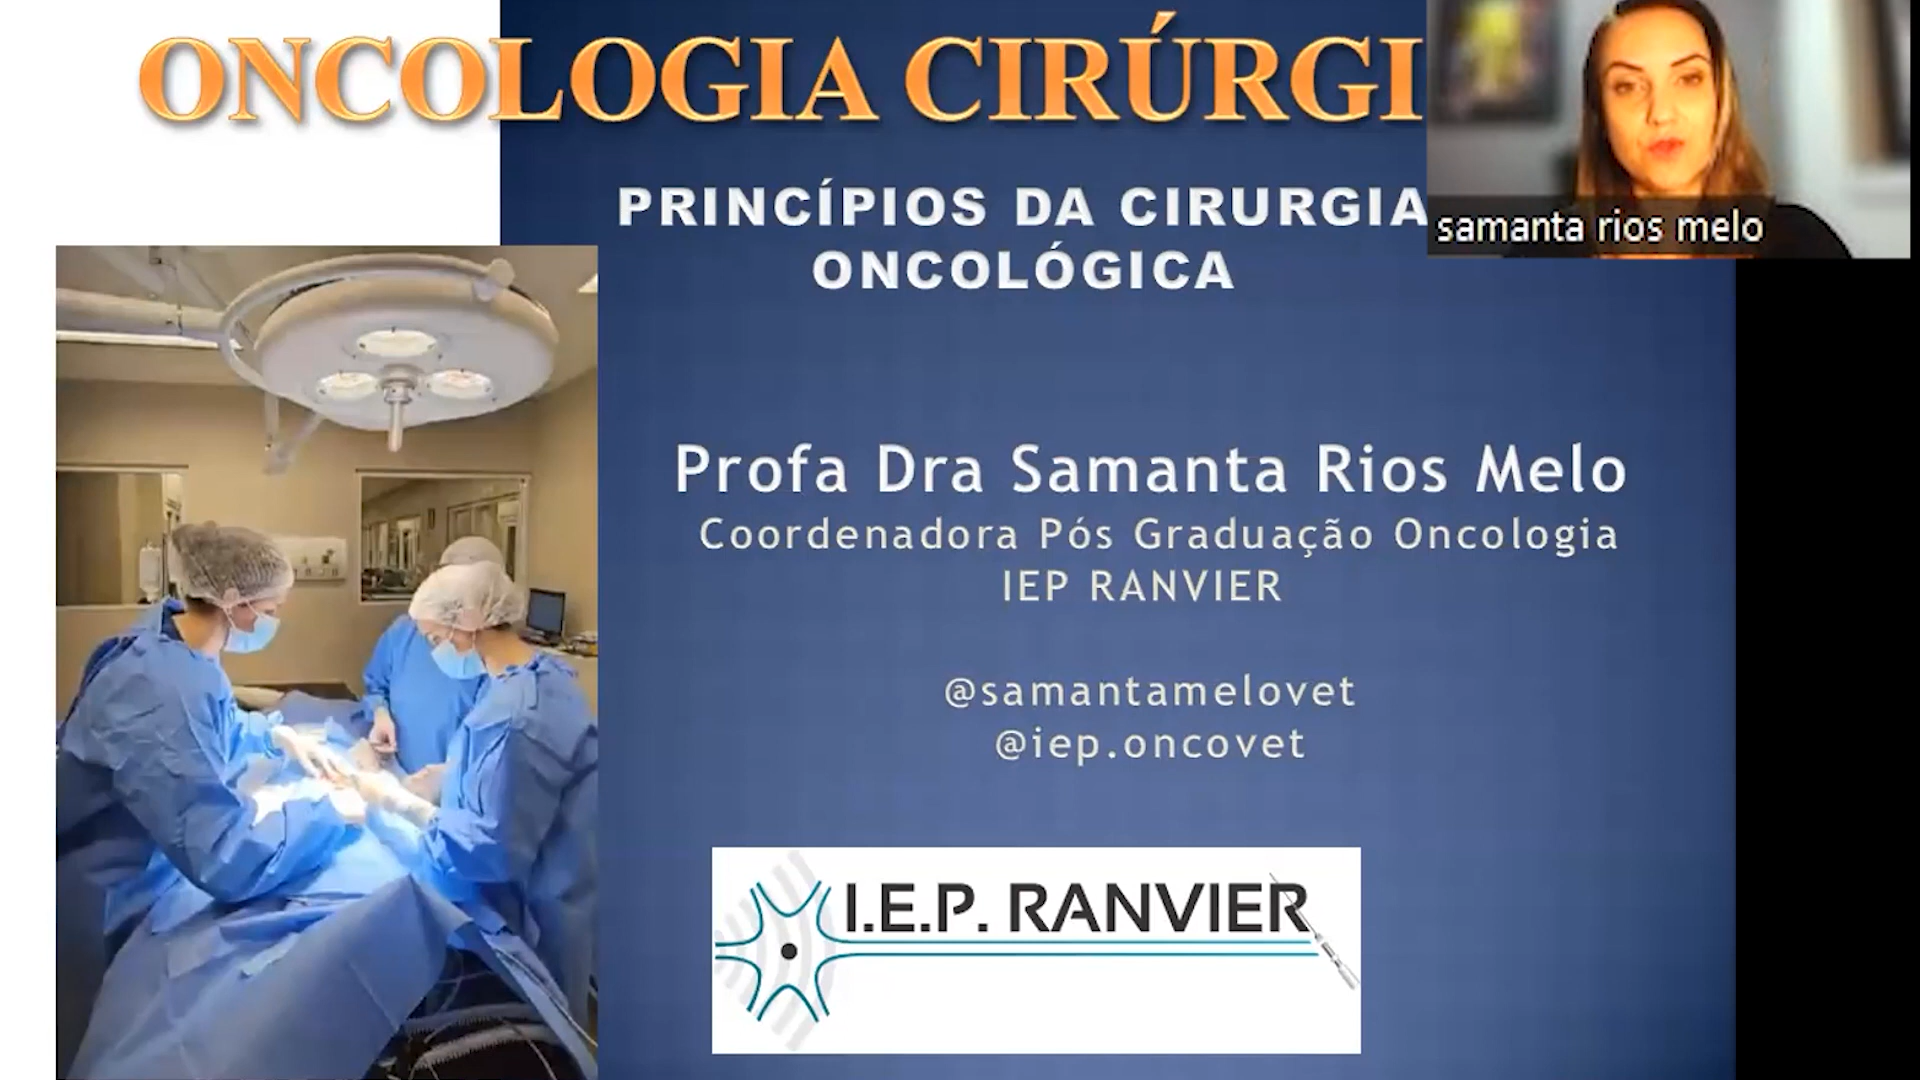 ONCOLOGIA CIRÚRGI
samanta rios melo
PRINCÍPIOS DA CIRURGIA
ONCOLÓGICA
Profa Dra Samanta Rios Melo
Coordenadora Pós Graduação Oncologia
IEP RANVIER
@samantamelovet
@iep.oncovet
I.E.P. RANVIER